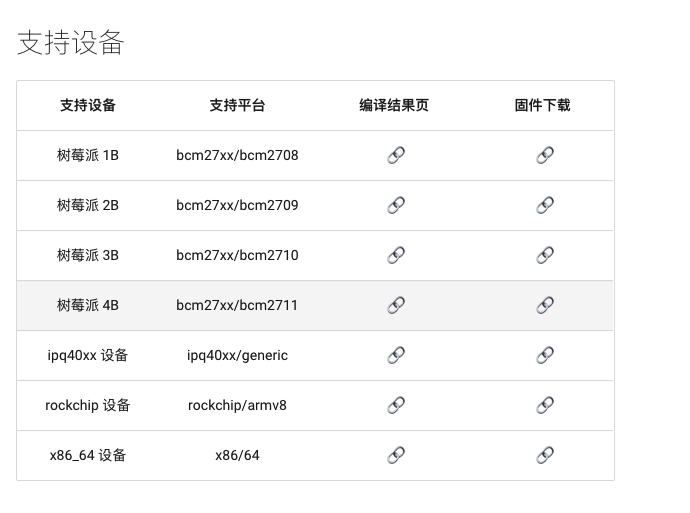 支持设备
支持设备 支持平台 编译结果页 固件下载
树莓派 1B bcm27xx/bcm2708 🔗 🔗
树莓派 2B bcm27xx/bcm2709 🔗 🔗
树莓派 3B bcm27xx/bcm2710 🔗 🔗
树莓派 4B bcm27xx/bcm2711 🔗 🔗
ipq40xx 设备 ipq40xx/generic 🔗 🔗
rockchip 设备 rockchip/armv8 🔗 🔗
x86_64 设备 x86/64 🔗 🔗